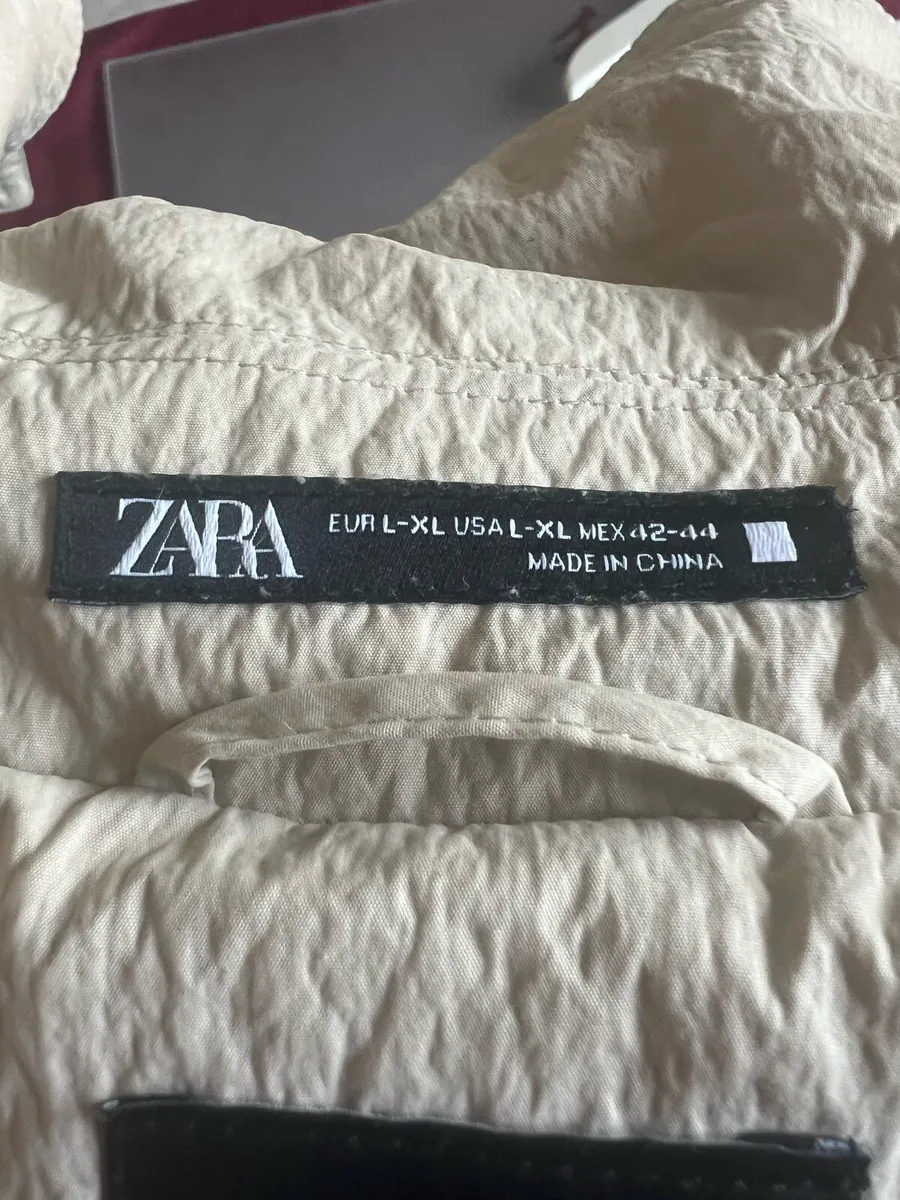 ZARA
EUR L-XL USA L-XL MEX 42-44
MADE IN CHINA